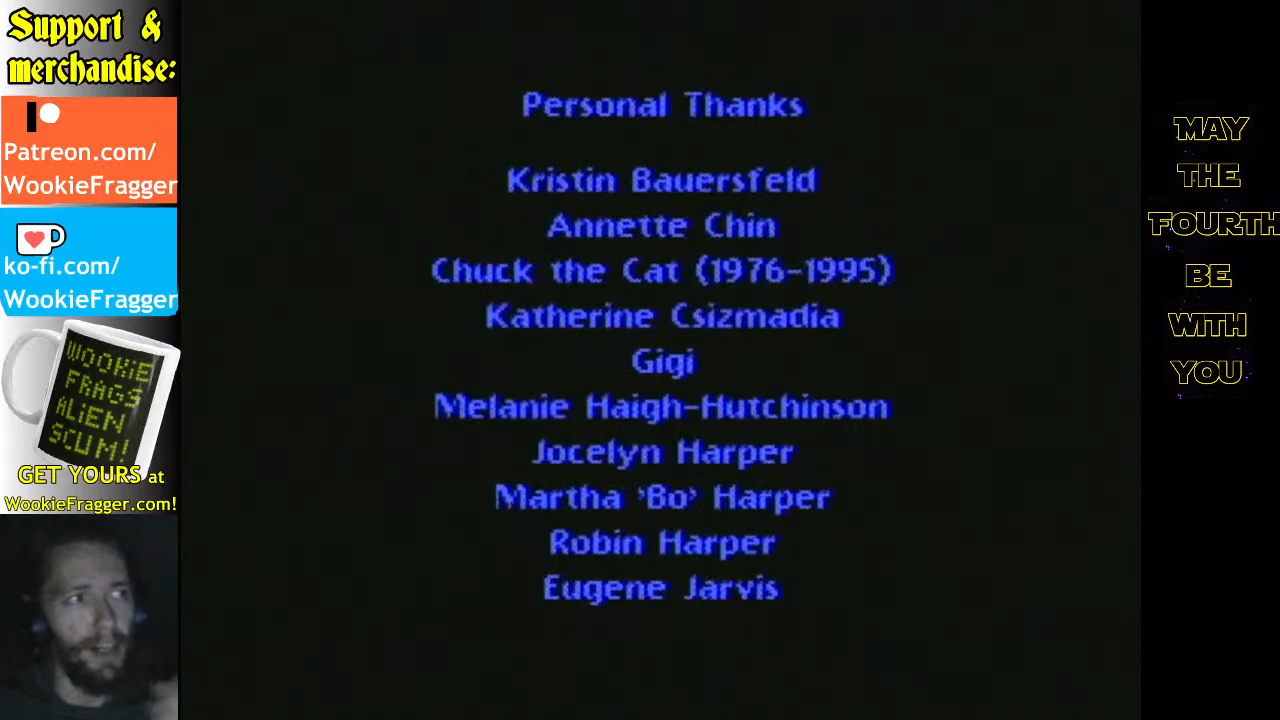 Support &
merchandise:
Patreon.com/
WookieFragger
ko-fi.com/
WookieFragger
WOOKiE
FRAGS
ALiEN
SCUM!
GET YOURS at
WookieFragger.com!
Personal Thanks
Kristin Bauersfeld
Annette Chin
Chuck the Cat (1976-1995)
Katherine Csizmadia
Gigi
Melanie Haigh-Hutchinson
Jocelyn Harper
Martha 'Bo' Harper
Robin Harper
Eugene Jarvis
MAY
THE
FOURTH
BE
WITH
YOU